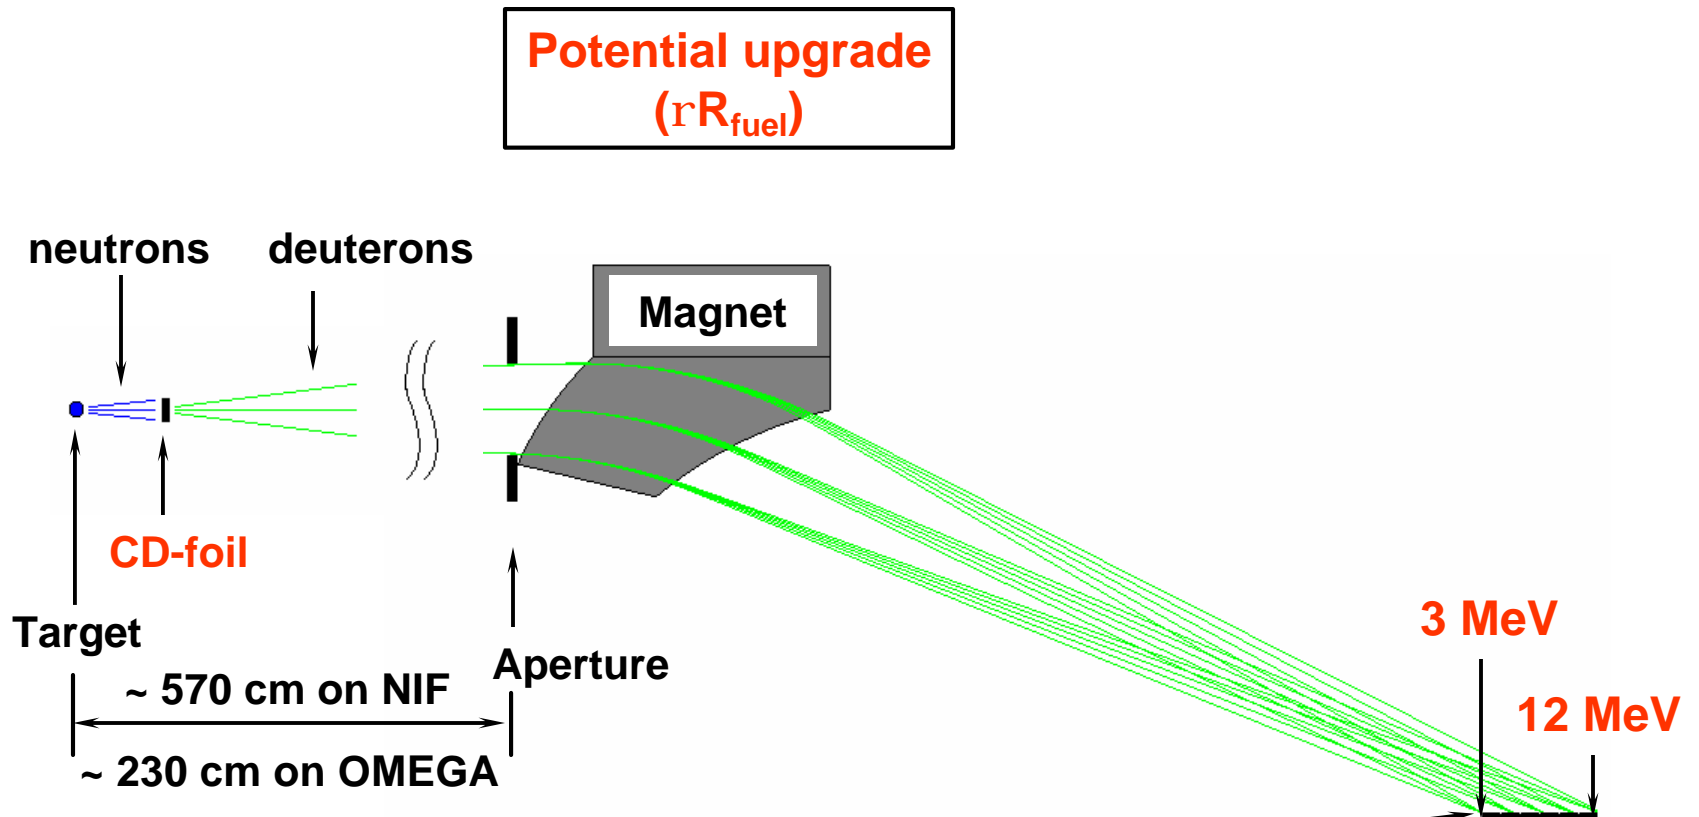 Potential upgrade
(rR_fuel)
neutrons deuterons
Magnet
CD-foil
Target
Aperture
3 MeV
~ 570 cm on NIF
12 MeV
~ 230 cm on OMEGA